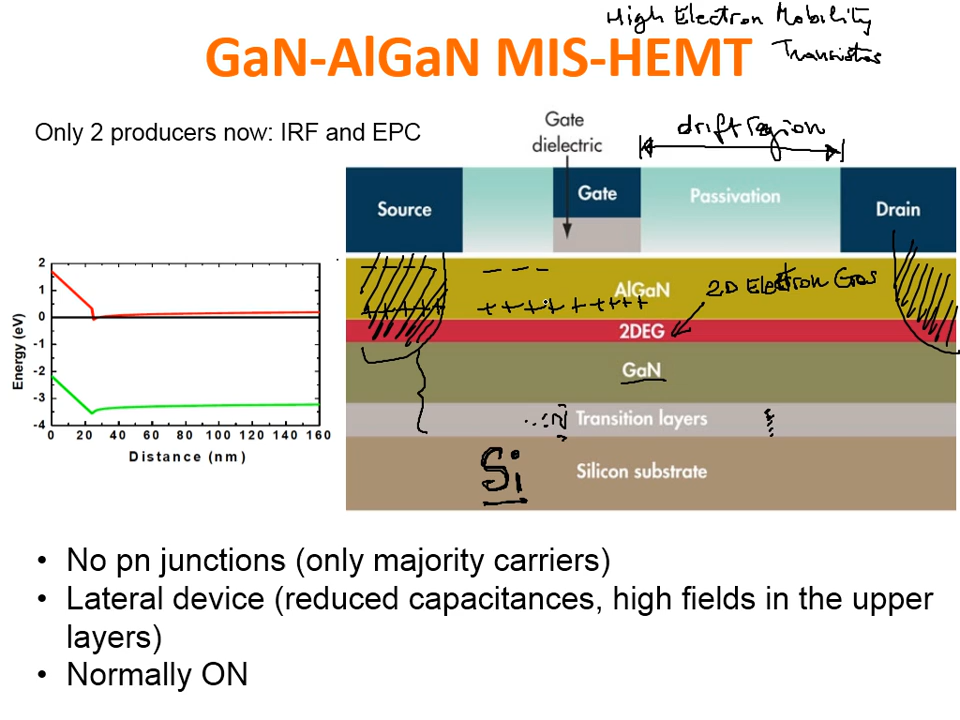 High Electron Mobility
Transistors
GaN-AlGaN MIS-HEMT
Only 2 producers now: IRF and EPC
Gate
dielectric
drift region
Source
Gate
Passivation
Drain
AlGaN
2D Electron Gas
2DEG
GaN
Transition layers
Si
Silicon substrate
Energy (eV)
2
1
0
-1
-2
-3
-4
0 20 40 60 80 100 120 140 160
Distance (nm)
• No pn junctions (only majority carriers)
• Lateral device (reduced capacitances, high fields in the upper
layers)
• Normally ON